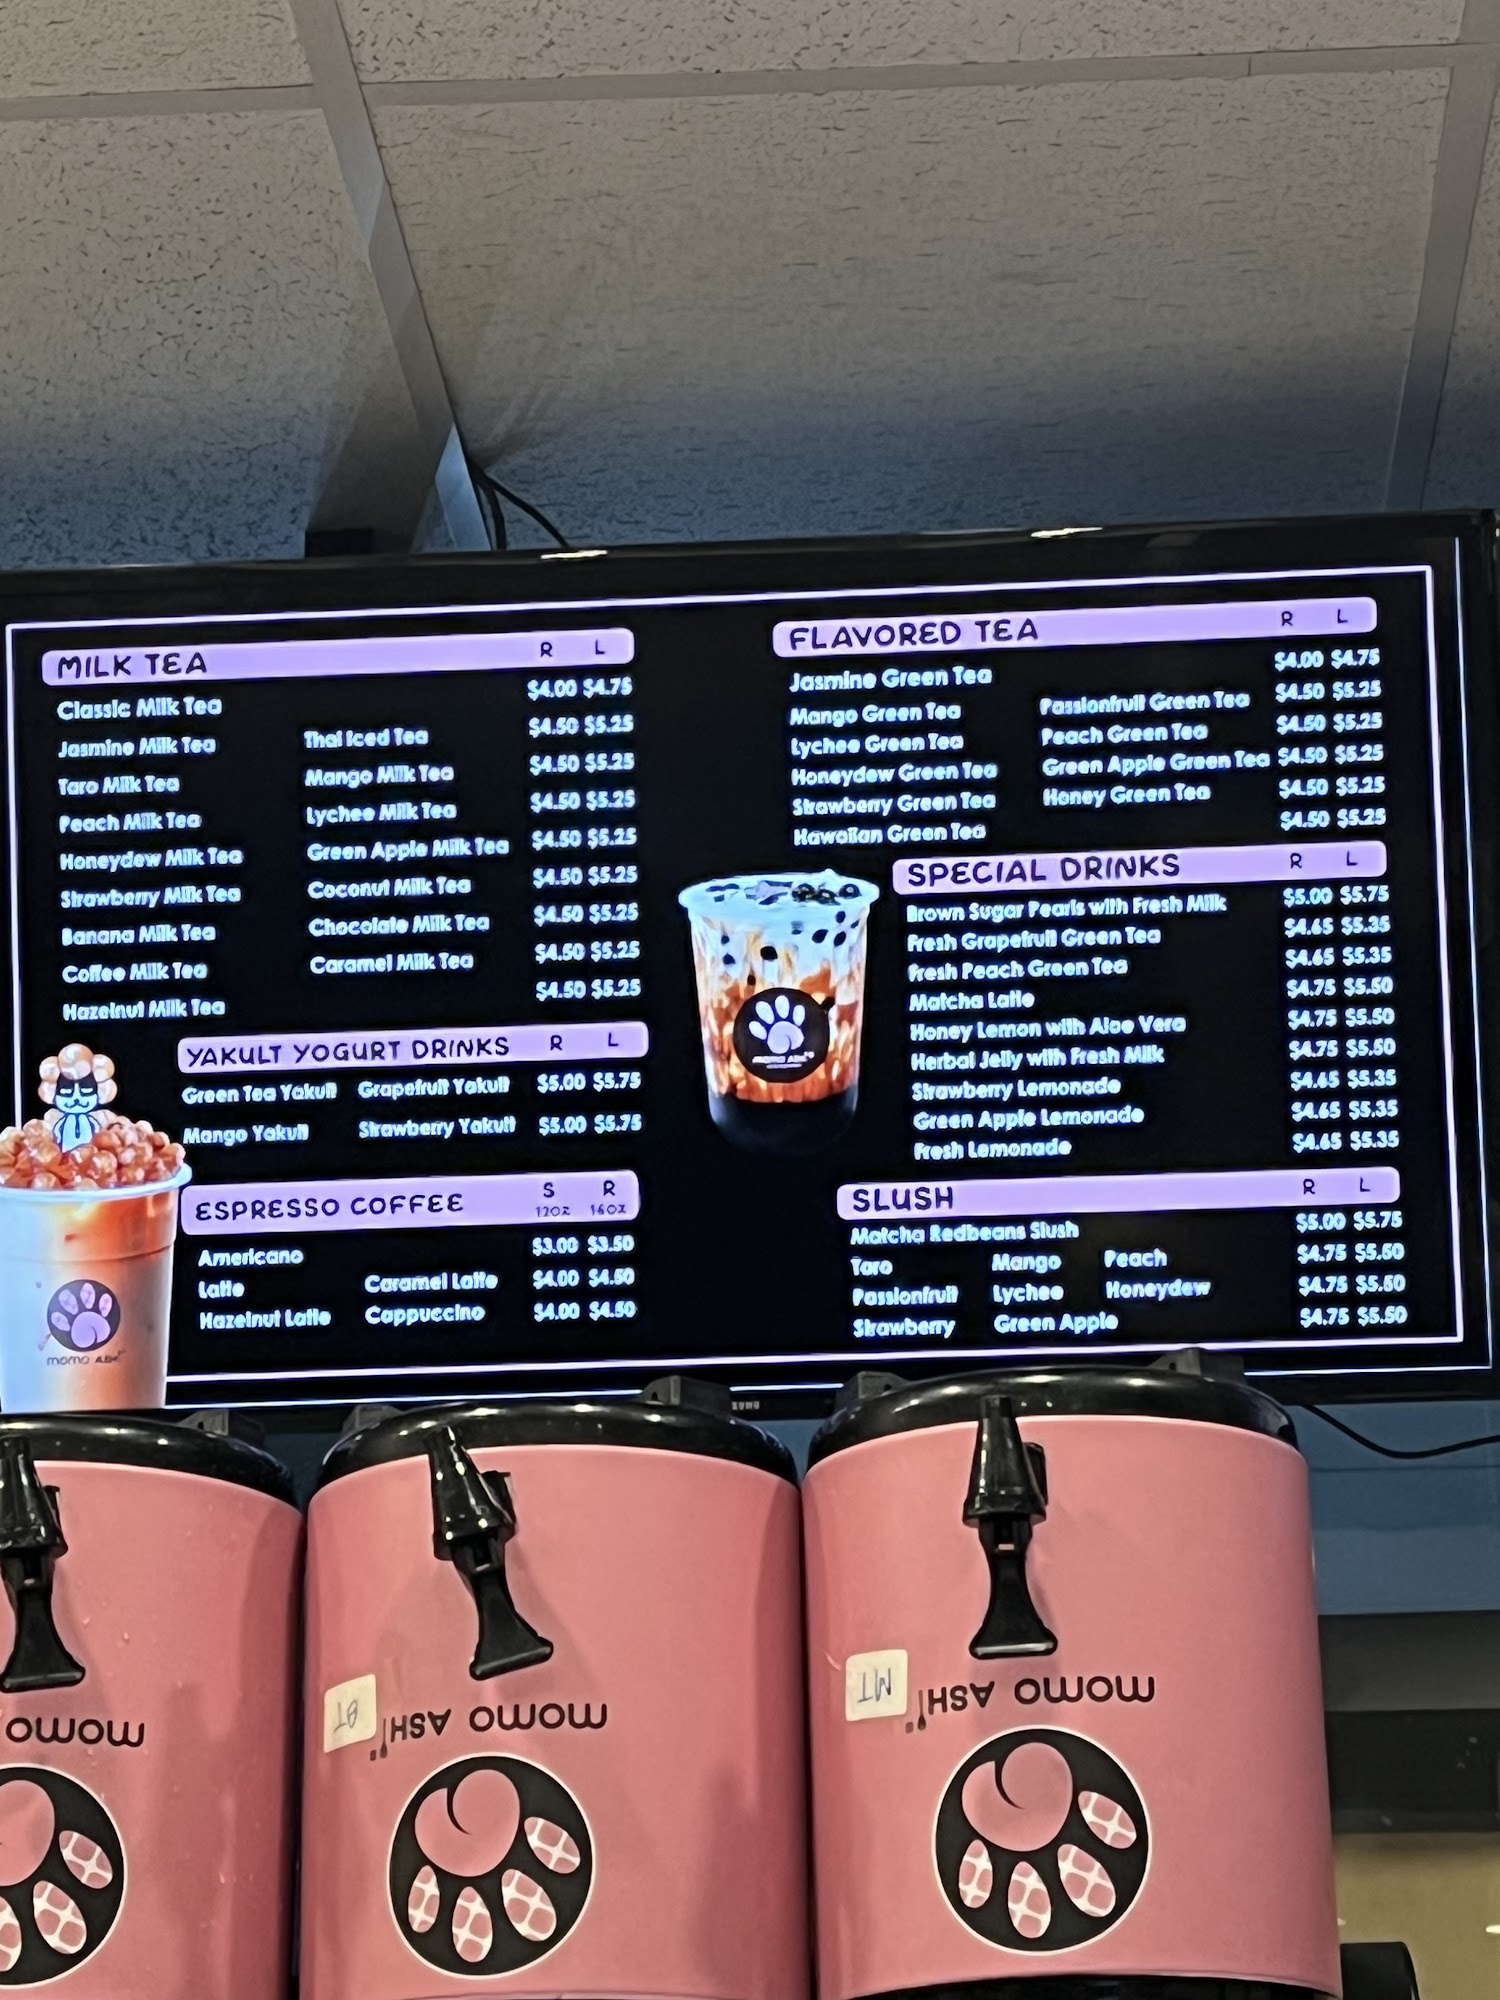 MILK TEA R L
Classic Milk Tea $4.00 $4.75
Jasmine Milk Tea Thai Iced Tea $4.50 $5.25
Taro Milk Tea Mango Milk Tea $4.50 $5.25
Peach Milk Tea Lychee Milk Tea $4.50 $5.25
Honeydew Milk Tea Green Apple Milk Tea $4.50 $5.25
Strawberry Milk Tea Coconut Milk Tea $4.50 $5.25
Banana Milk Tea Chocolate Milk Tea $4.50 $5.25
Coffee Milk Tea Caramel Milk Tea $4.50 $5.25
Hazelnut Milk Tea $4.50 $5.25
YAKULT YOGURT DRINKS R L
Green Tea Yakult Grapefruit Yakult $5.00 $5.75
Mango Yakult Strawberry Yakult $5.00 $5.75
ESPRESSO COFFEE S R
12oz 16oz
Americano $3.00 $3.50
Latte Caramel Latte $4.00 $4.50
Hazelnut Latte Cappuccino $4.00 $4.50
momo ASH
FLAVORED TEA R L
Jasmine Green Tea $4.00 $4.75
Mango Green Tea Passionfruit Green Tea $4.50 $5.25
Lychee Green Tea Peach Green Tea $4.50 $5.25
Honeydew Green Tea Green Apple Green Tea $4.50 $5.25
Strawberry Green Tea Honey Green Tea $4.50 $5.25
Hawaiian Green Tea $4.50 $5.25
SPECIAL DRINKS R L
Brown Sugar Pearls with Fresh Milk $5.00 $5.75
Fresh Grapefruit Green Tea $4.65 $5.35
Fresh Peach Green Tea $4.65 $5.35
Matcha Latte $4.75 $5.50
Honey Lemon with Aloe Vera $4.75 $5.50
Herbal Jelly with Fresh Milk $4.75 $5.50
Strawberry Lemonade $4.65 $5.35
Green Apple Lemonade $4.65 $5.35
Fresh Lemonade $4.65 $5.35
momo ASH
SLUSH R L
Matcha Redbeans Slush $5.00 $5.75
Taro Mango Peach $4.75 $5.50
Passionfruit Lychee Honeydew $4.75 $5.50
Strawberry Green Apple $4.75 $5.50
momo
momo ASH
BT
momo ASH
MT